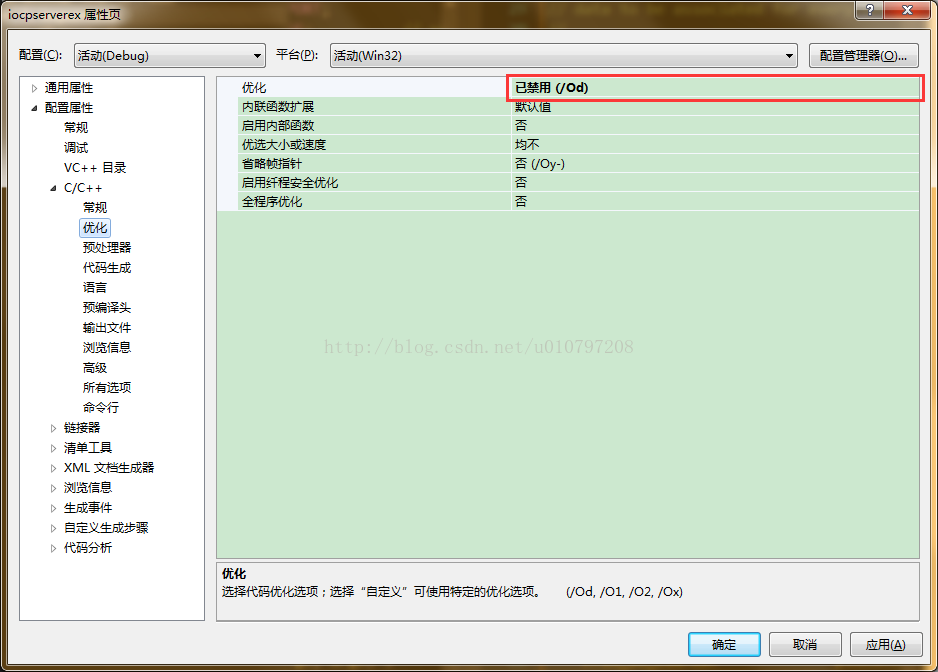 iocpserverex 属性页
配置(C): 活动(Debug) 平台(P): 活动(Win32) 配置管理器(O)...
通用属性
配置属性
常规
调试
VC++ 目录
C/C++
常规
优化
预处理器
代码生成
语言
预编译头
输出文件
浏览信息
高级
所有选项
命令行
链接器
清单工具
XML 文档生成器
浏览信息
生成事件
自定义生成步骤
代码分析
优化 已禁用 (/Od)
内联函数扩展 默认值
启用内部函数 否
优选大小或速度 均不
省略帧指针 否 (/Oy-)
启用纤程安全优化 否
全程序优化 否
http://blog.csdn.net/u010797208
优化
选择代码优化选项；选择“自定义”可使用特定的优化选项。 (/Od, /O1, /O2, /Ox)
确定 取消 应用(A)